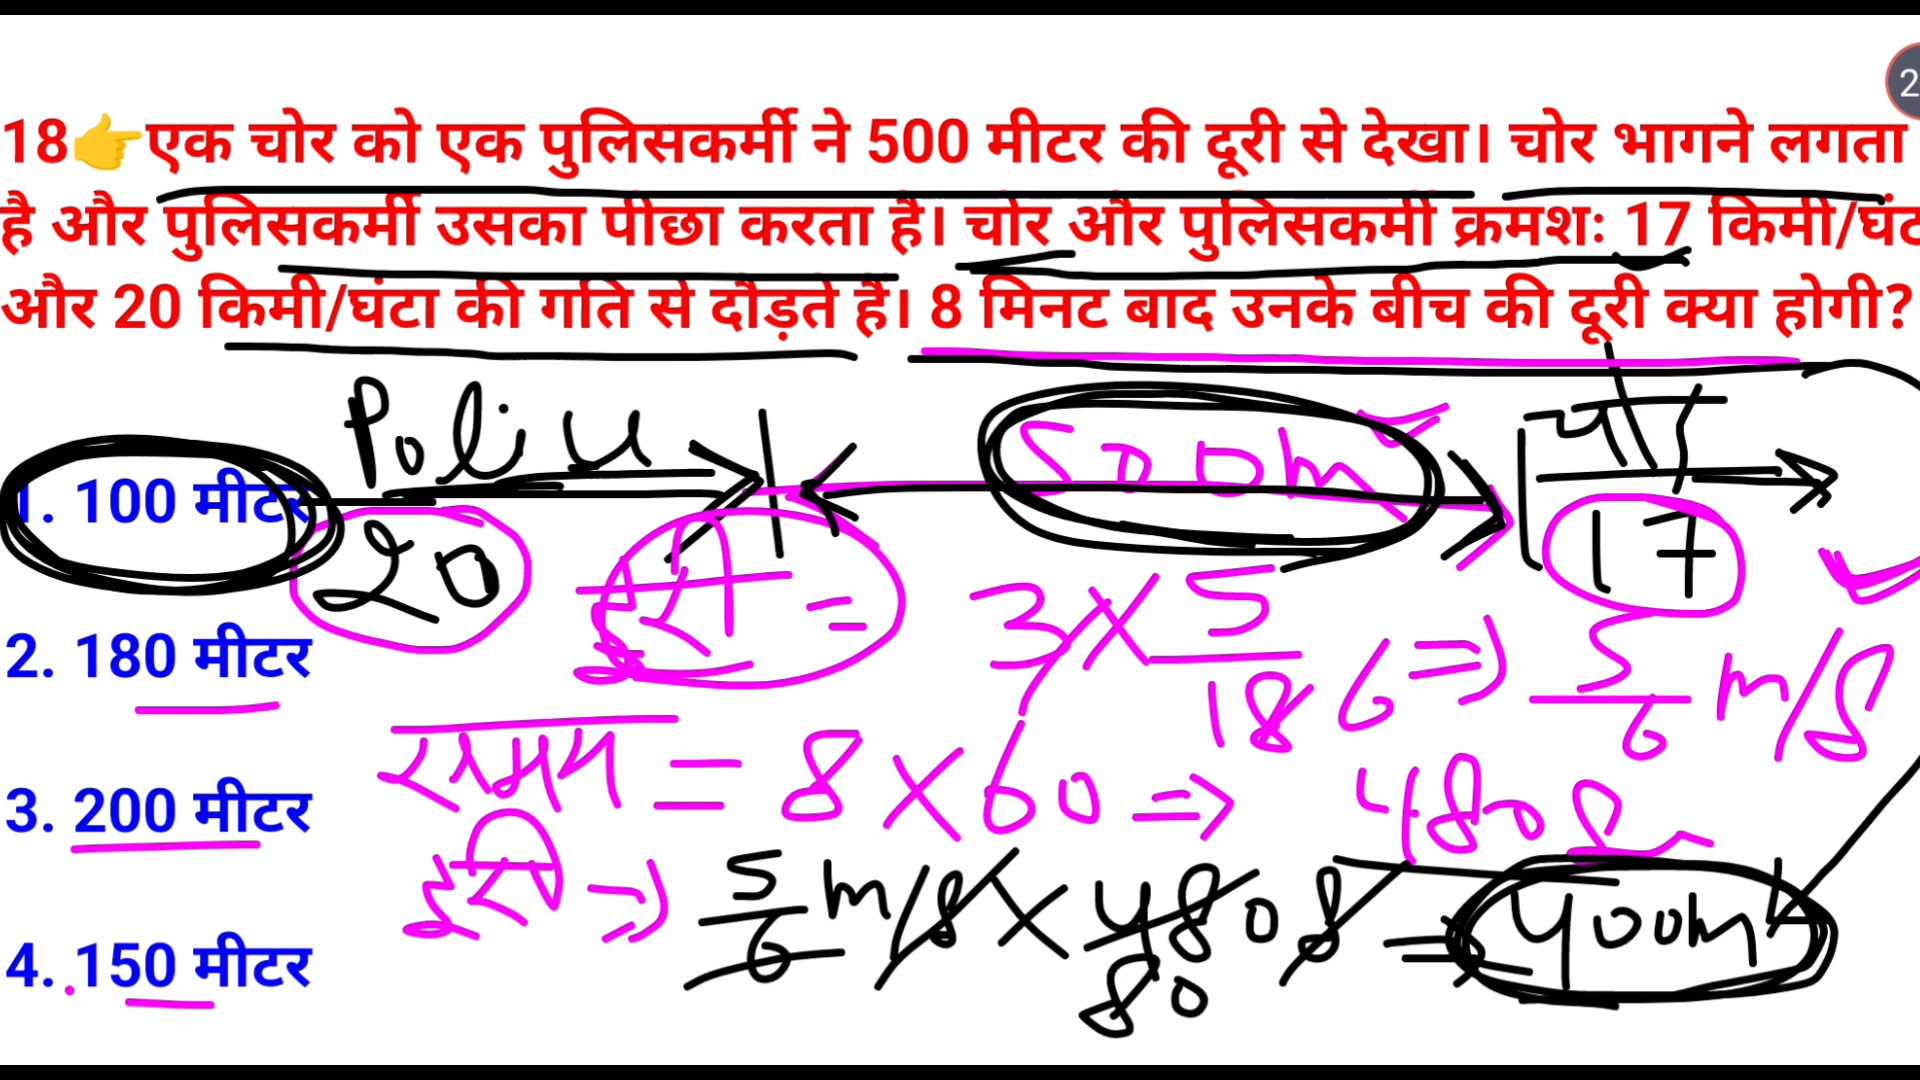 18👉एक चोर को एक पुलिसकर्मी ने 500 मीटर की दूरी से देखा। चोर भागने लगता
है और पुलिसकर्मी उसका पीछा करता है। चोर और पुलिसकर्मी क्रमशः 17 किमी/घंट
और 20 किमी/घंटा की गति से दौड़ते है। 8 मिनट बाद उनके बीच की दूरी क्या होगी?
500m
1. 100 मीटर
20
17
= 3 × 5/18 6 ⇒ 5/6 m/s
2. 180 मीटर
समय = 8 × 60 ⇒ 480 s
3. 200 मीटर
दूरी ⇒ 5/6 m/s × 480 s = 400m
80
4. 150 मीटर